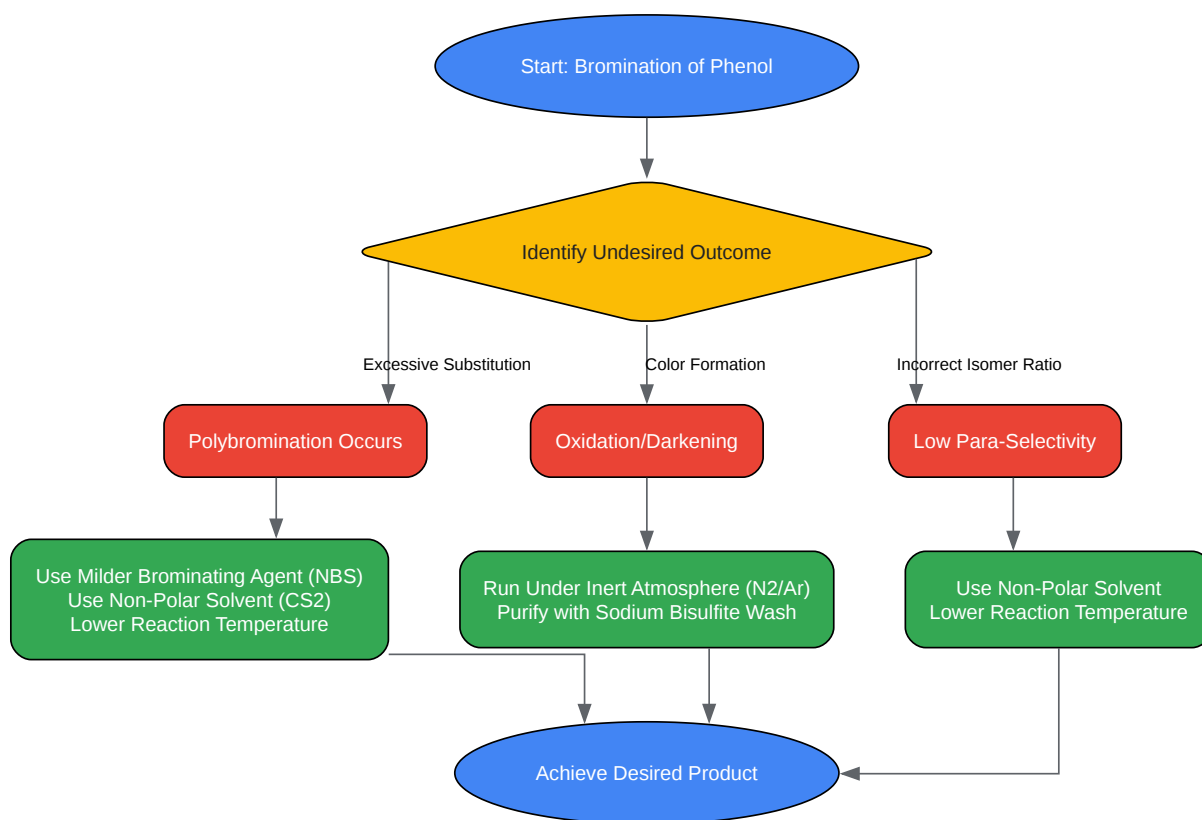 Start: Bromination of Phenol
Identify Undesired Outcome
Excessive Substitution
Color Formation
Incorrect Isomer Ratio
Polybromination Occurs
Oxidation/Darkening
Low Para-Selectivity
Use Milder Brominating Agent (NBS)
Use Non-Polar Solvent (CS2)
Lower Reaction Temperature
Run Under Inert Atmosphere (N2/Ar)
Purify with Sodium Bisulfite Wash
Use Non-Polar Solvent
Lower Reaction Temperature
Achieve Desired Product